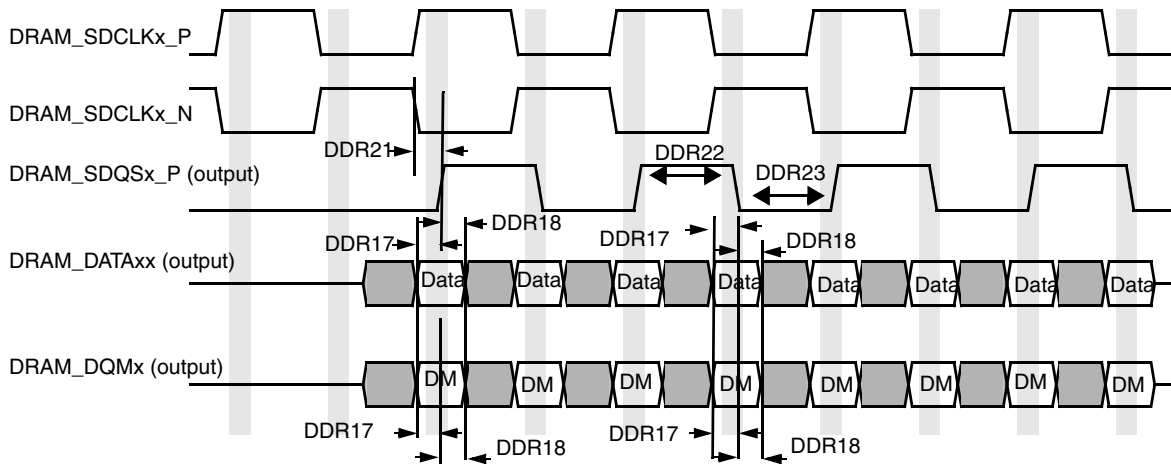 DRAM_SDCLKx_P
DRAM_SDCLKx_N
DDR21
DDR22
DRAM_SDQSx_P (output)
DDR23
DDR18
DDR17
DDR17
DDR18
DRAM_DATAxx (output)
Data Data Data Data Data Data Data Data
DRAM_DQMx (output)
DM DM DM DM DM DM DM DM
DDR17
DDR18
DDR17
DDR18